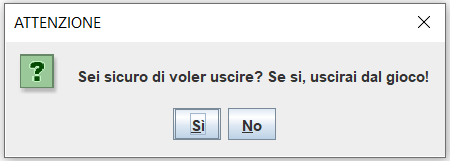 ATTENZIONE
?
Sei sicuro di voler uscire? Se si, uscirai dal gioco!
Sì
No